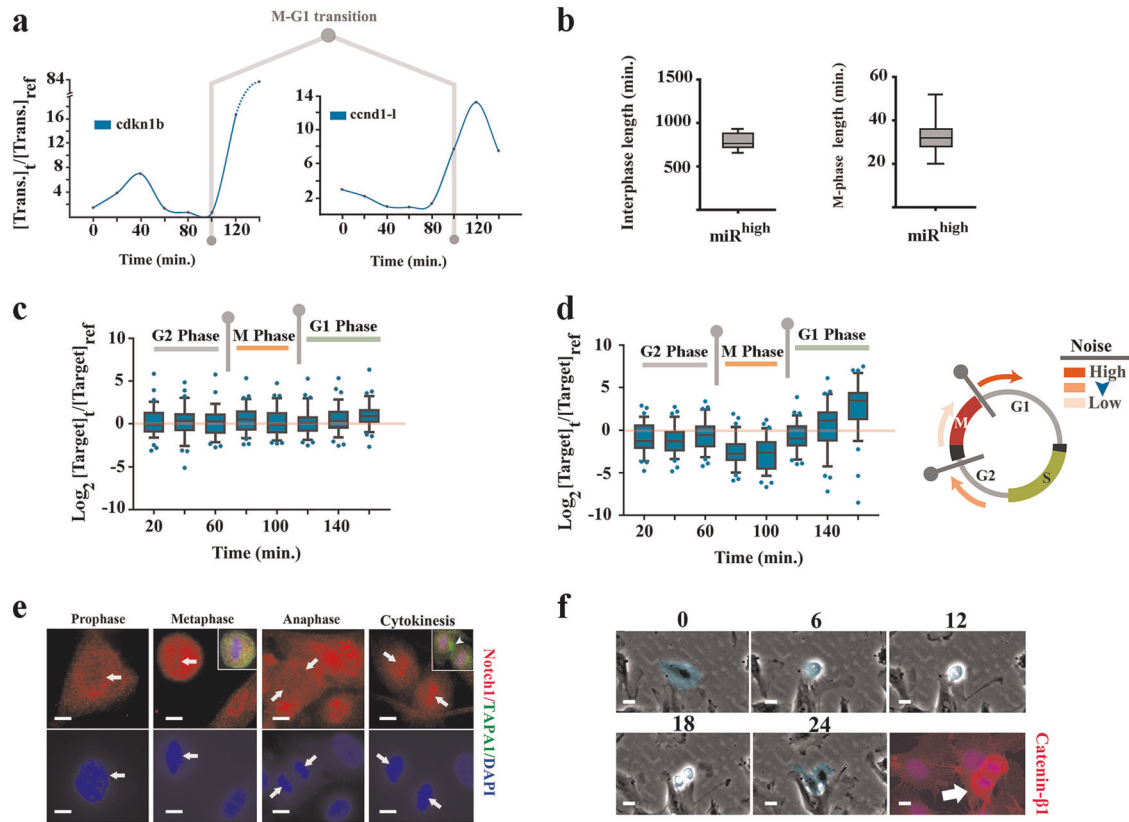 a
M-G1 transition
[Trans.]t/[Trans.]ref
84
16
12
8
4
cdkn1b
0 40 80 120
Time (min.)
14
10
6
2
ccnd1-l
0 40 80 120
Time (min.)
b
Interphase length (min.)
1500
1000
500
0
miRhigh
M-phase length (min.)
60
40
20
miRhigh
c
Log2 [Target]t/[Target]ref
10
5
0
-5
-10
G2 Phase M Phase G1 Phase
20 60 100 140
Time (min.)
d
Log2 [Target]t/[Target]ref
10
5
0
-5
-10
G2 Phase M Phase G1 Phase
20 60 100 140
Time (min.)
Noise
High
Low
G1
M
G2
S
e
Prophase Metaphase Anaphase Cytokinesis
Notch1/TAPA1/DAPI
f
0 6 12
18 24
Catenin-β1